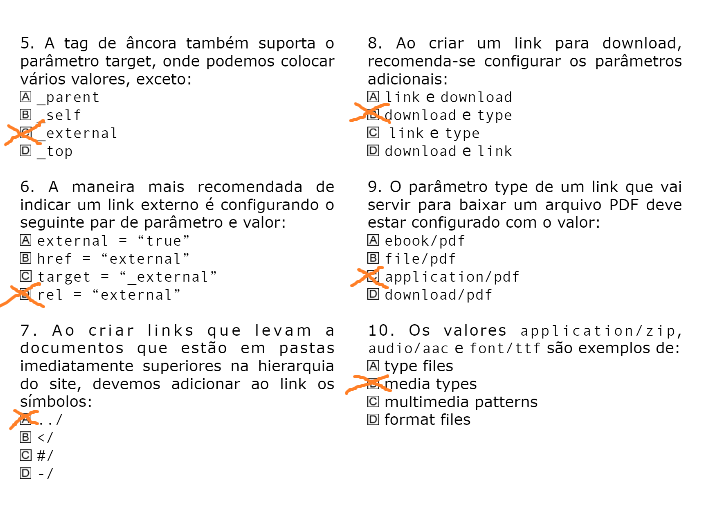 5. A tag de âncora também suporta o
parâmetro target, onde podemos colocar
vários valores, exceto:
A _parent
B _self
C _external
D _top
6. A maneira mais recomendada de
indicar um link externo é configurando o
seguinte par de parâmetro e valor:
A external = “true”
B href = “external”
C target = “_external”
D rel = “external”
7. Ao criar links que levam a
documentos que estão em pastas
imediatamente superiores na hierarquia
do site, devemos adicionar ao link os
símbolos:
A ../
B </
C #/
D -/
8. Ao criar um link para download,
recomenda-se configurar os parâmetros
adicionais:
A link e download
B download e type
C link e type
D download e link
9. O parâmetro type de um link que vai
servir para baixar um arquivo PDF deve
estar configurado com o valor:
A ebook/pdf
B file/pdf
C application/pdf
D download/pdf
10. Os valores application/zip,
audio/aac e font/ttf são exemplos de:
A type files
B media types
C multimedia patterns
D format files